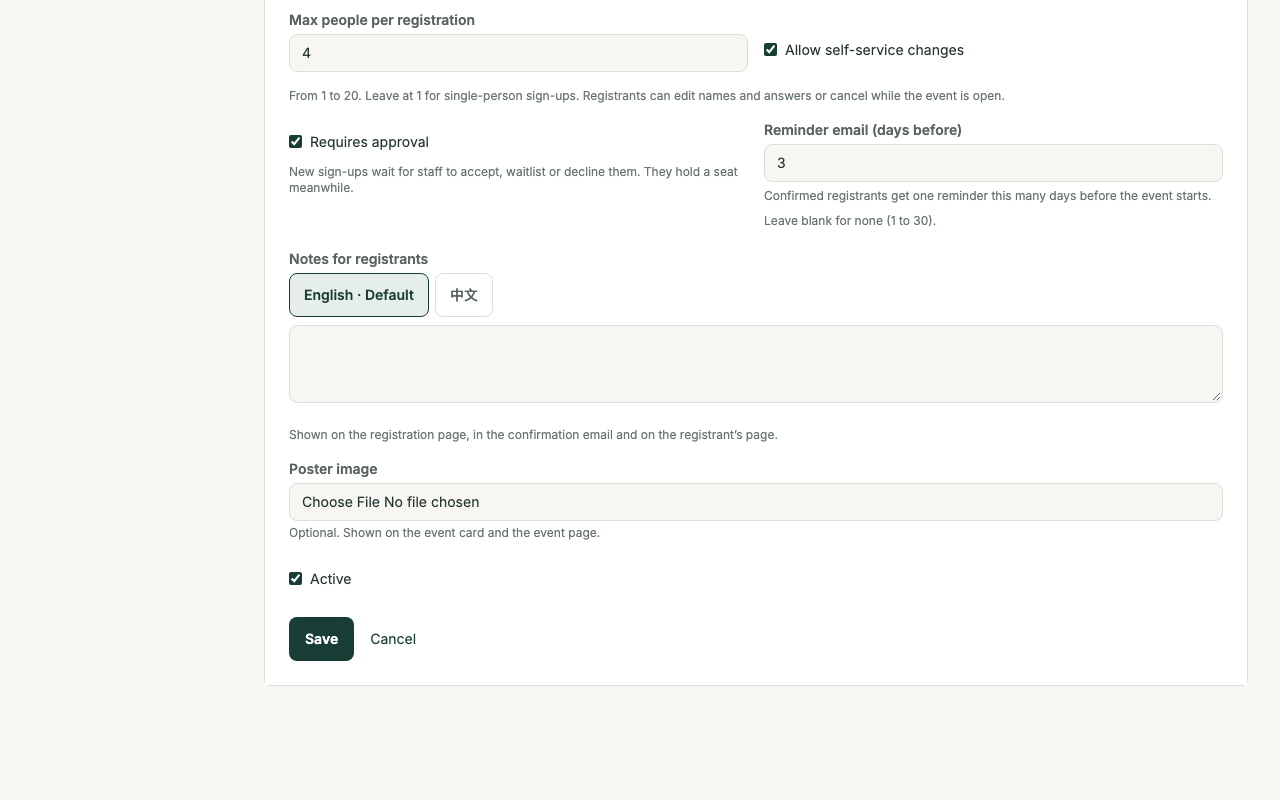 Max people per registration
4
Allow self-service changes
From 1 to 20. Leave at 1 for single-person sign-ups. Registrants can edit names and answers or cancel while the event is open.
Requires approval
New sign-ups wait for staff to accept, waitlist or decline them. They hold a seat
meanwhile.
Reminder email (days before)
3
Confirmed registrants get one reminder this many days before the event starts.
Leave blank for none (1 to 30).
Notes for registrants
English · Default
中文
Shown on the registration page, in the confirmation email and on the registrant’s page.
Poster image
Choose File No file chosen
Optional. Shown on the event card and the event page.
Active
Save
Cancel